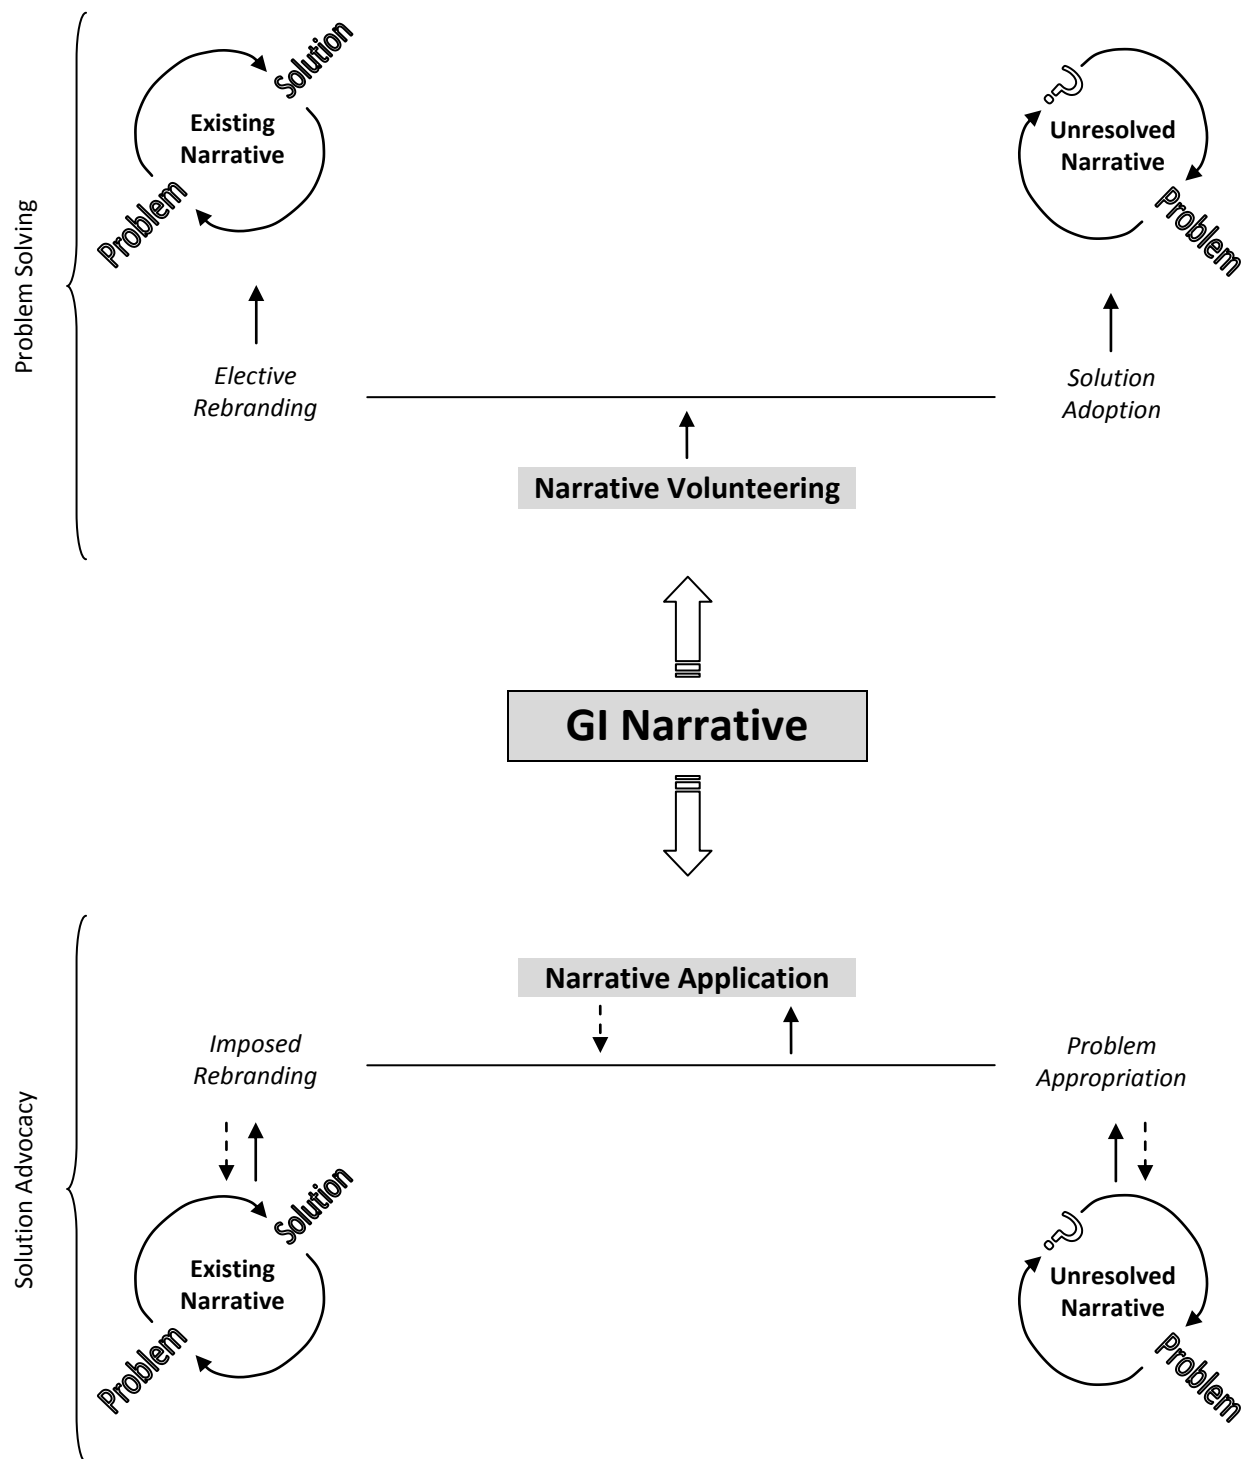 Problem Solving
Solution
Existing
Narrative
Problem
?
Unresolved
Narrative
Problem
Elective
Rebranding
Solution
Adoption
Narrative Volunteering
GI Narrative
Solution Advocacy
Narrative Application
Imposed
Rebranding
Problem
Appropriation
Solution
Existing
Narrative
Problem
?
Unresolved
Narrative
Problem